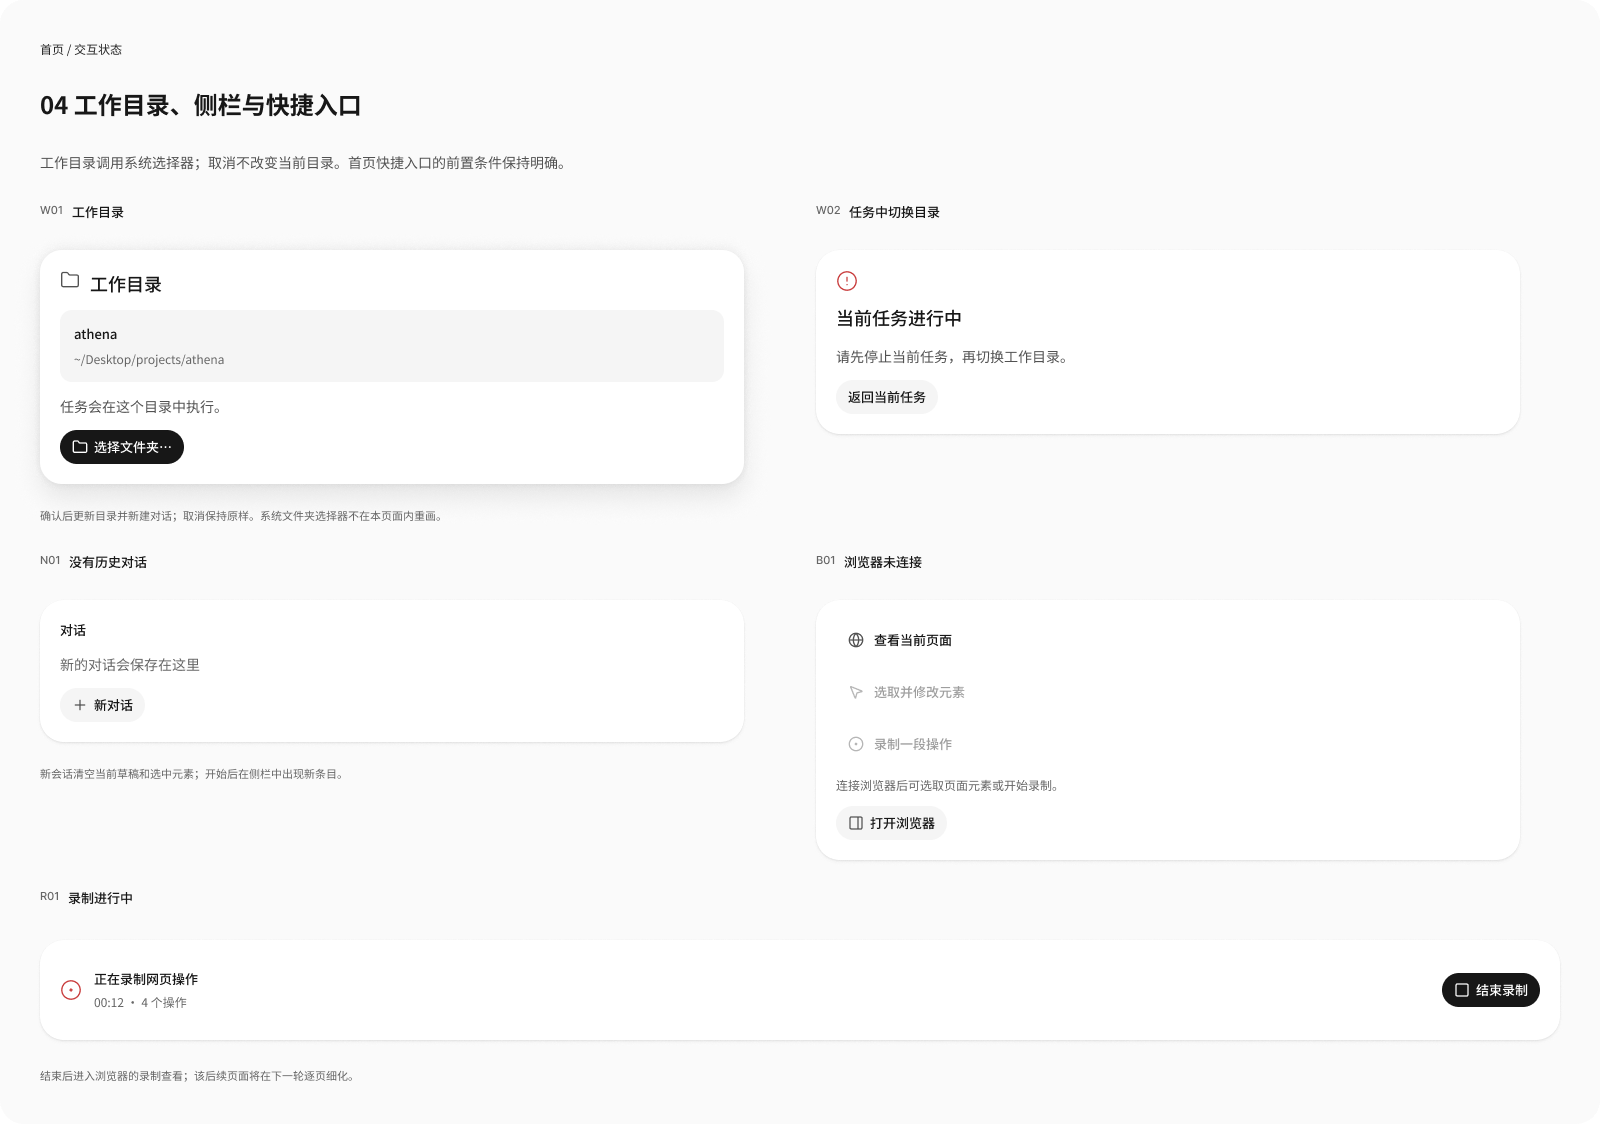 首页 / 交互状态
04 工作目录、侧栏与快捷入口
工作目录调用系统选择器；取消不改变当前目录。首页快捷入口的前置条件保持明确。
W01 工作目录
工作目录
athena
~/Desktop/projects/athena
任务会在这个目录中执行。
选择文件夹…
确认后更新目录并新建对话；取消保持原样。系统文件夹选择器不在本页面内重画。
W02 任务中切换目录
当前任务进行中
请先停止当前任务，再切换工作目录。
返回当前任务
N01 没有历史对话
对话
新的对话会保存在这里
新对话
新会话清空当前草稿和选中元素；开始后在侧栏中出现新条目。
B01 浏览器未连接
查看当前页面
选取并修改元素
录制一段操作
连接浏览器后可选取页面元素或开始录制。
打开浏览器
R01 录制进行中
正在录制网页操作
00:12 · 4 个操作
结束录制
结束后进入浏览器的录制查看；该后续页面将在下一轮逐页细化。